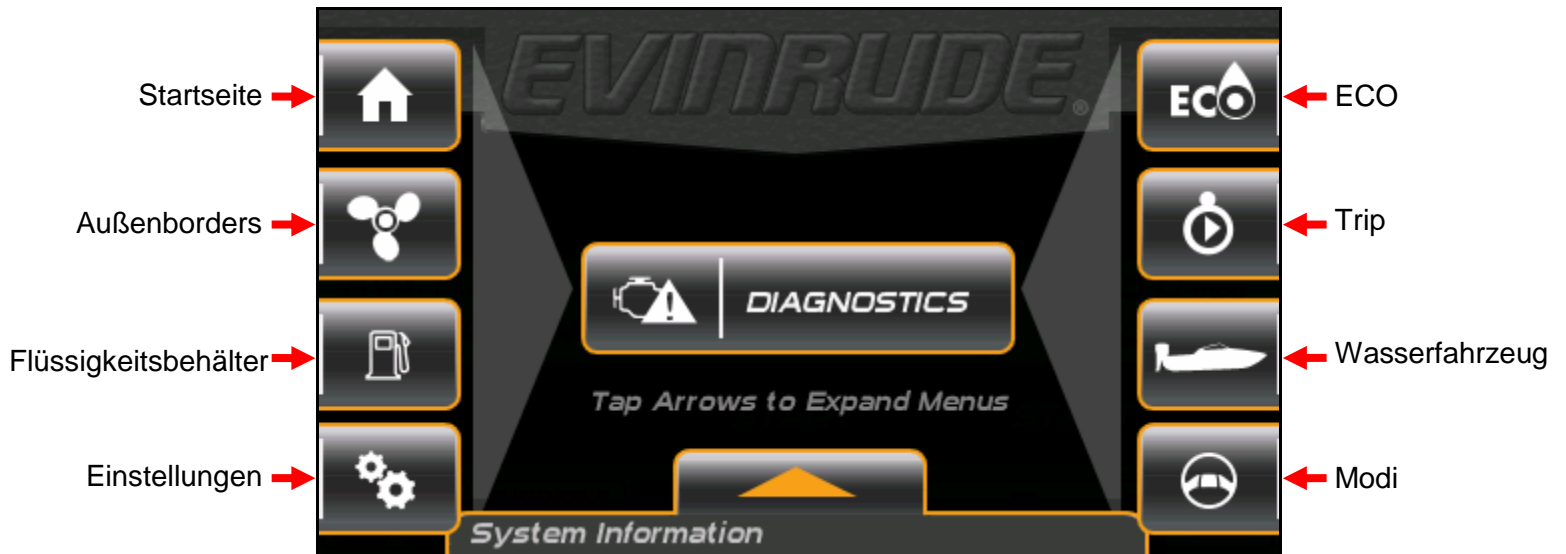 EVINRUDE®
Startseite
ECO
ECO
Außenborders
Trip
DIAGNOSTICS
Flüssigkeitsbehälter
Wasserfahrzeug
Tap Arrows to Expand Menus
Einstellungen
Modi
System Information